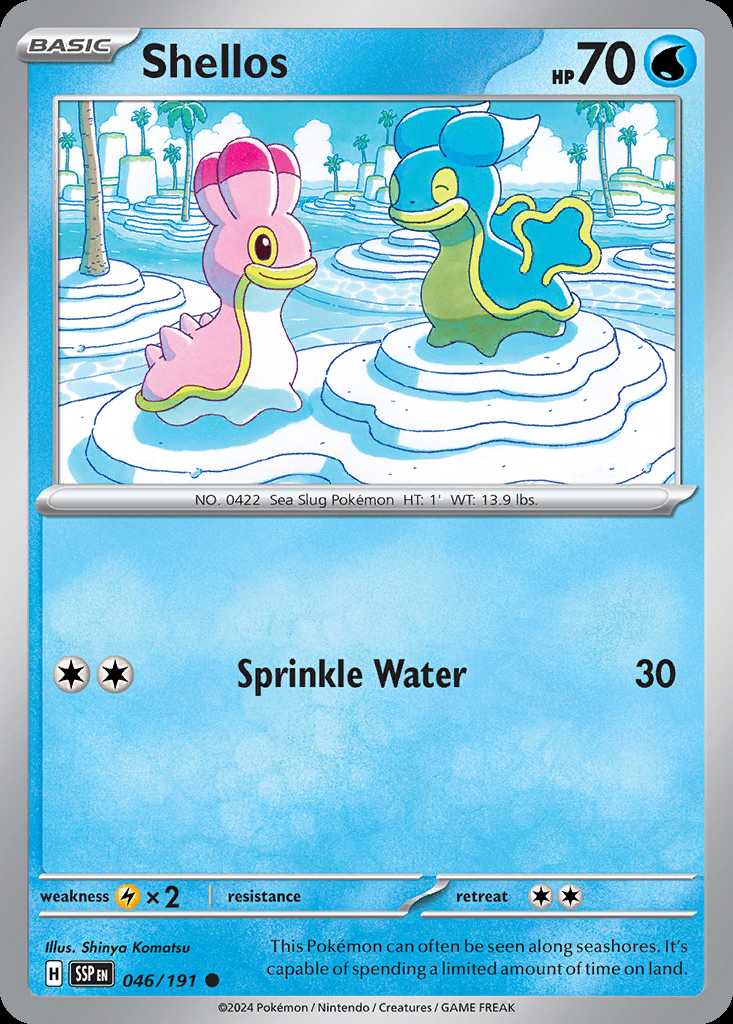 BASIC
Shellos
HP 70
NO. 0422 Sea Slug Pokémon HT: 1' WT: 13.9 lbs.
Sprinkle Water 30
weakness ×2 resistance retreat
Illus. Shinya Komatsu
This Pokémon can often be seen along seashores. It's
capable of spending a limited amount of time on land.
H SSP EN 046/191
©2024 Pokémon / Nintendo / Creatures / GAME FREAK